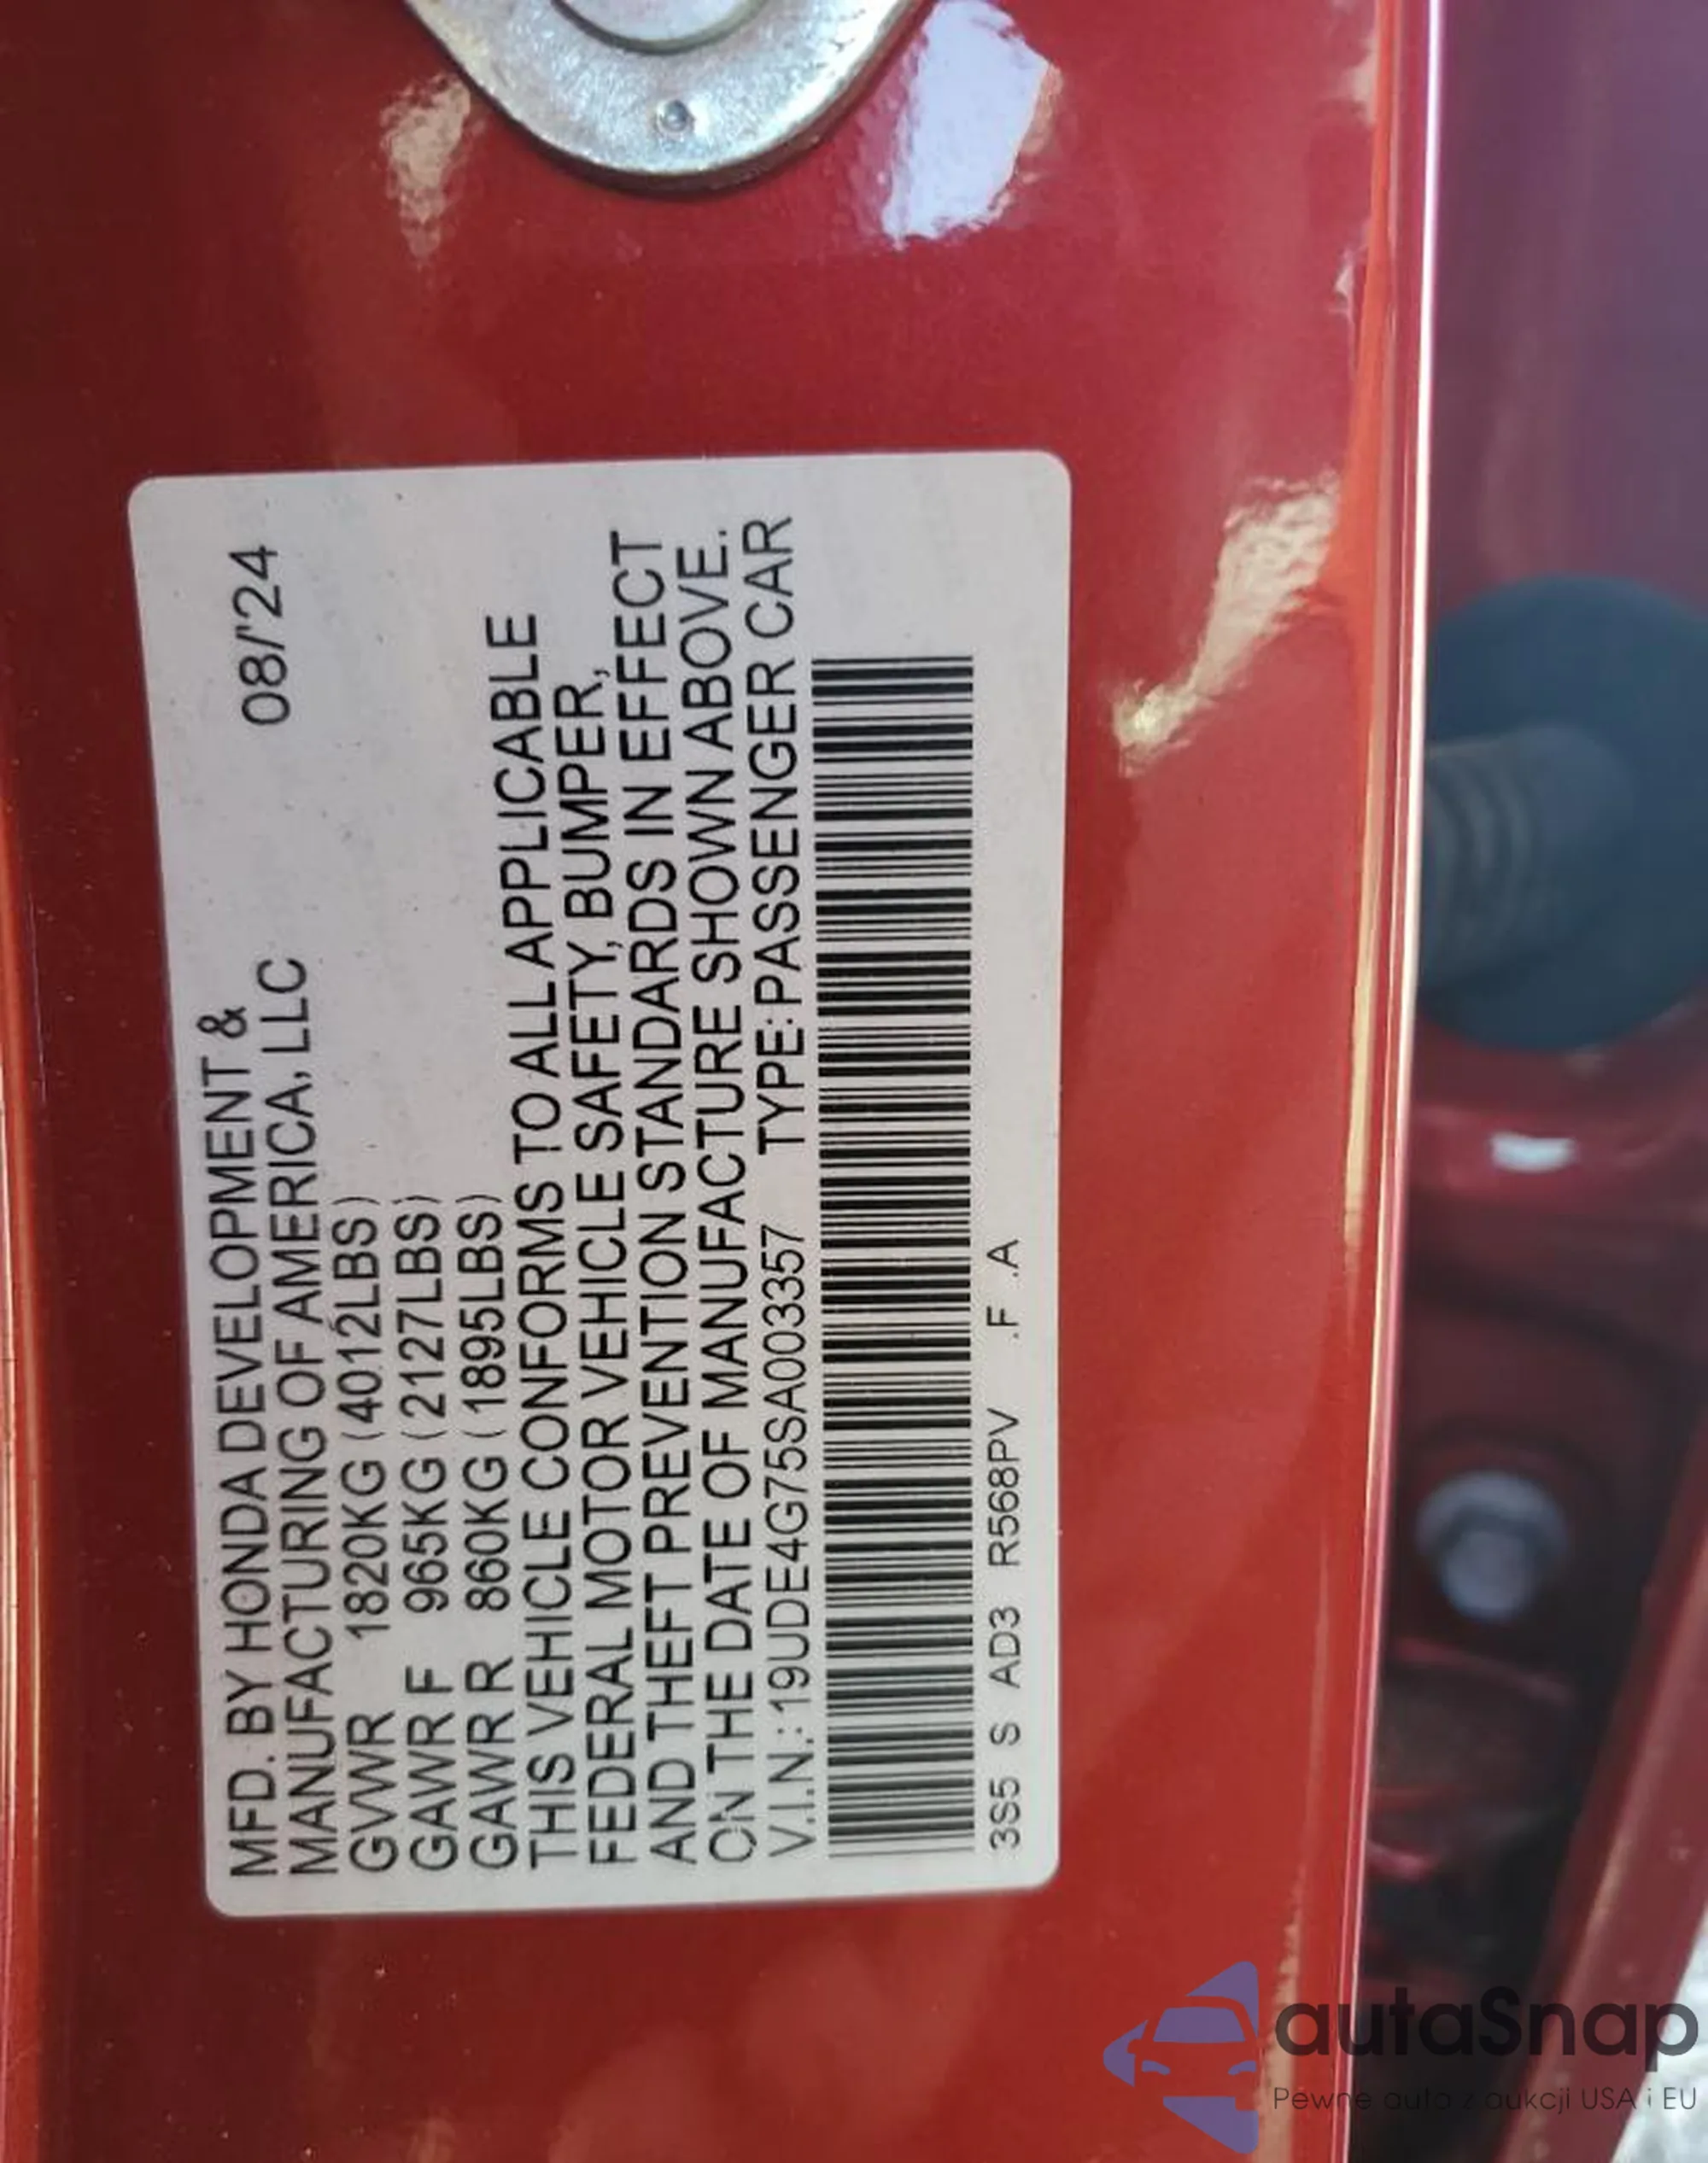 MFD. BY HONDA DEVELOPMENT &
MANUFACTURING OF AMERICA, LLC 08/'24
GVWR 1820KG (4012LBS)
GAWR F 965KG (2127LBS)
GAWR R 860KG (1895LBS)
THIS VEHICLE CONFORMS TO ALL APPLICABLE
FEDERAL MOTOR VEHICLE SAFETY, BUMPER,
AND THEFT PREVENTION STANDARDS IN EFFECT
ON THE DATE OF MANUFACTURE SHOWN ABOVE.
V.I.N.: 19UDE4G75SA003357 TYPE: PASSENGER CAR
3S5 S AD3 R568PV .F .A
autaSnap
Pewne auta z aukcji USA i EU